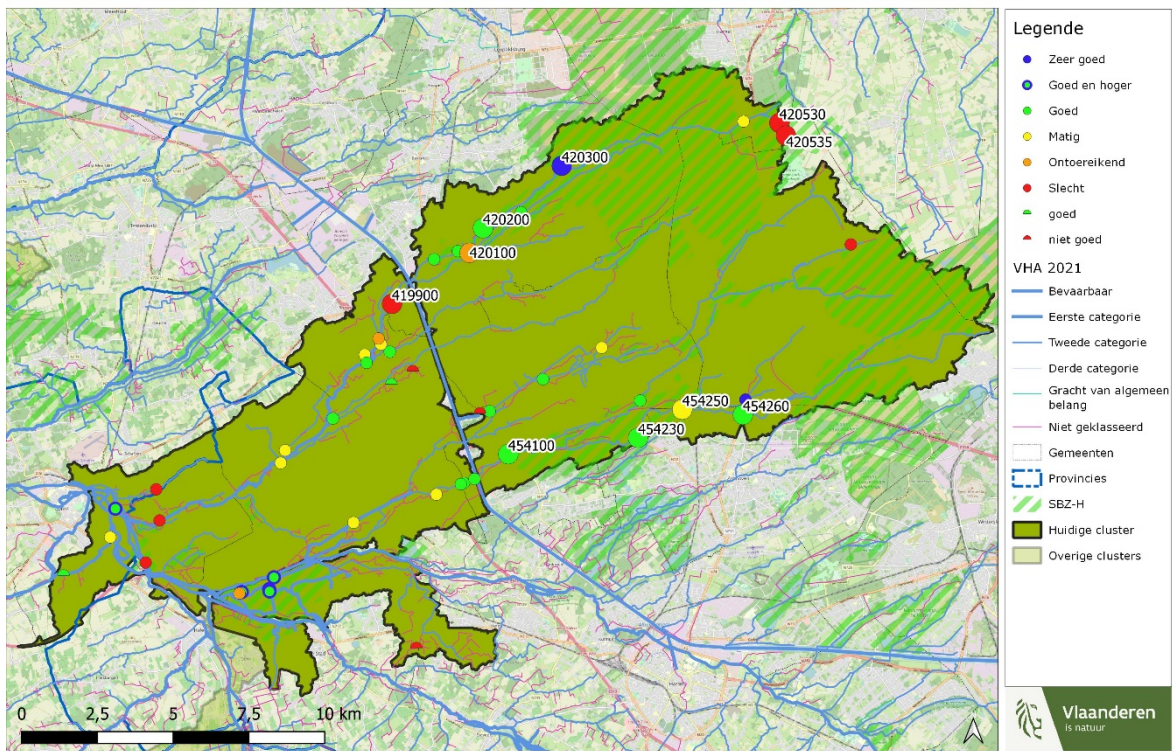 420530
420535
420300
420200
420100
419900
454250
454260
454230
454100
0 2,5 5 7,5 10 km
Legende
Zeer goed
Goed en hoger
Goed
Matig
Ontoereikend
Slecht
goed
niet goed
VHA 2021
Bevaarbaar
Eerste categorie
Tweede categorie
Derde categorie
Gracht van algemeen
belang
Niet geklasseerd
Gemeenten
Provincies
SBZ-H
Huidige cluster
Overige clusters
Vlaanderen
is natuur